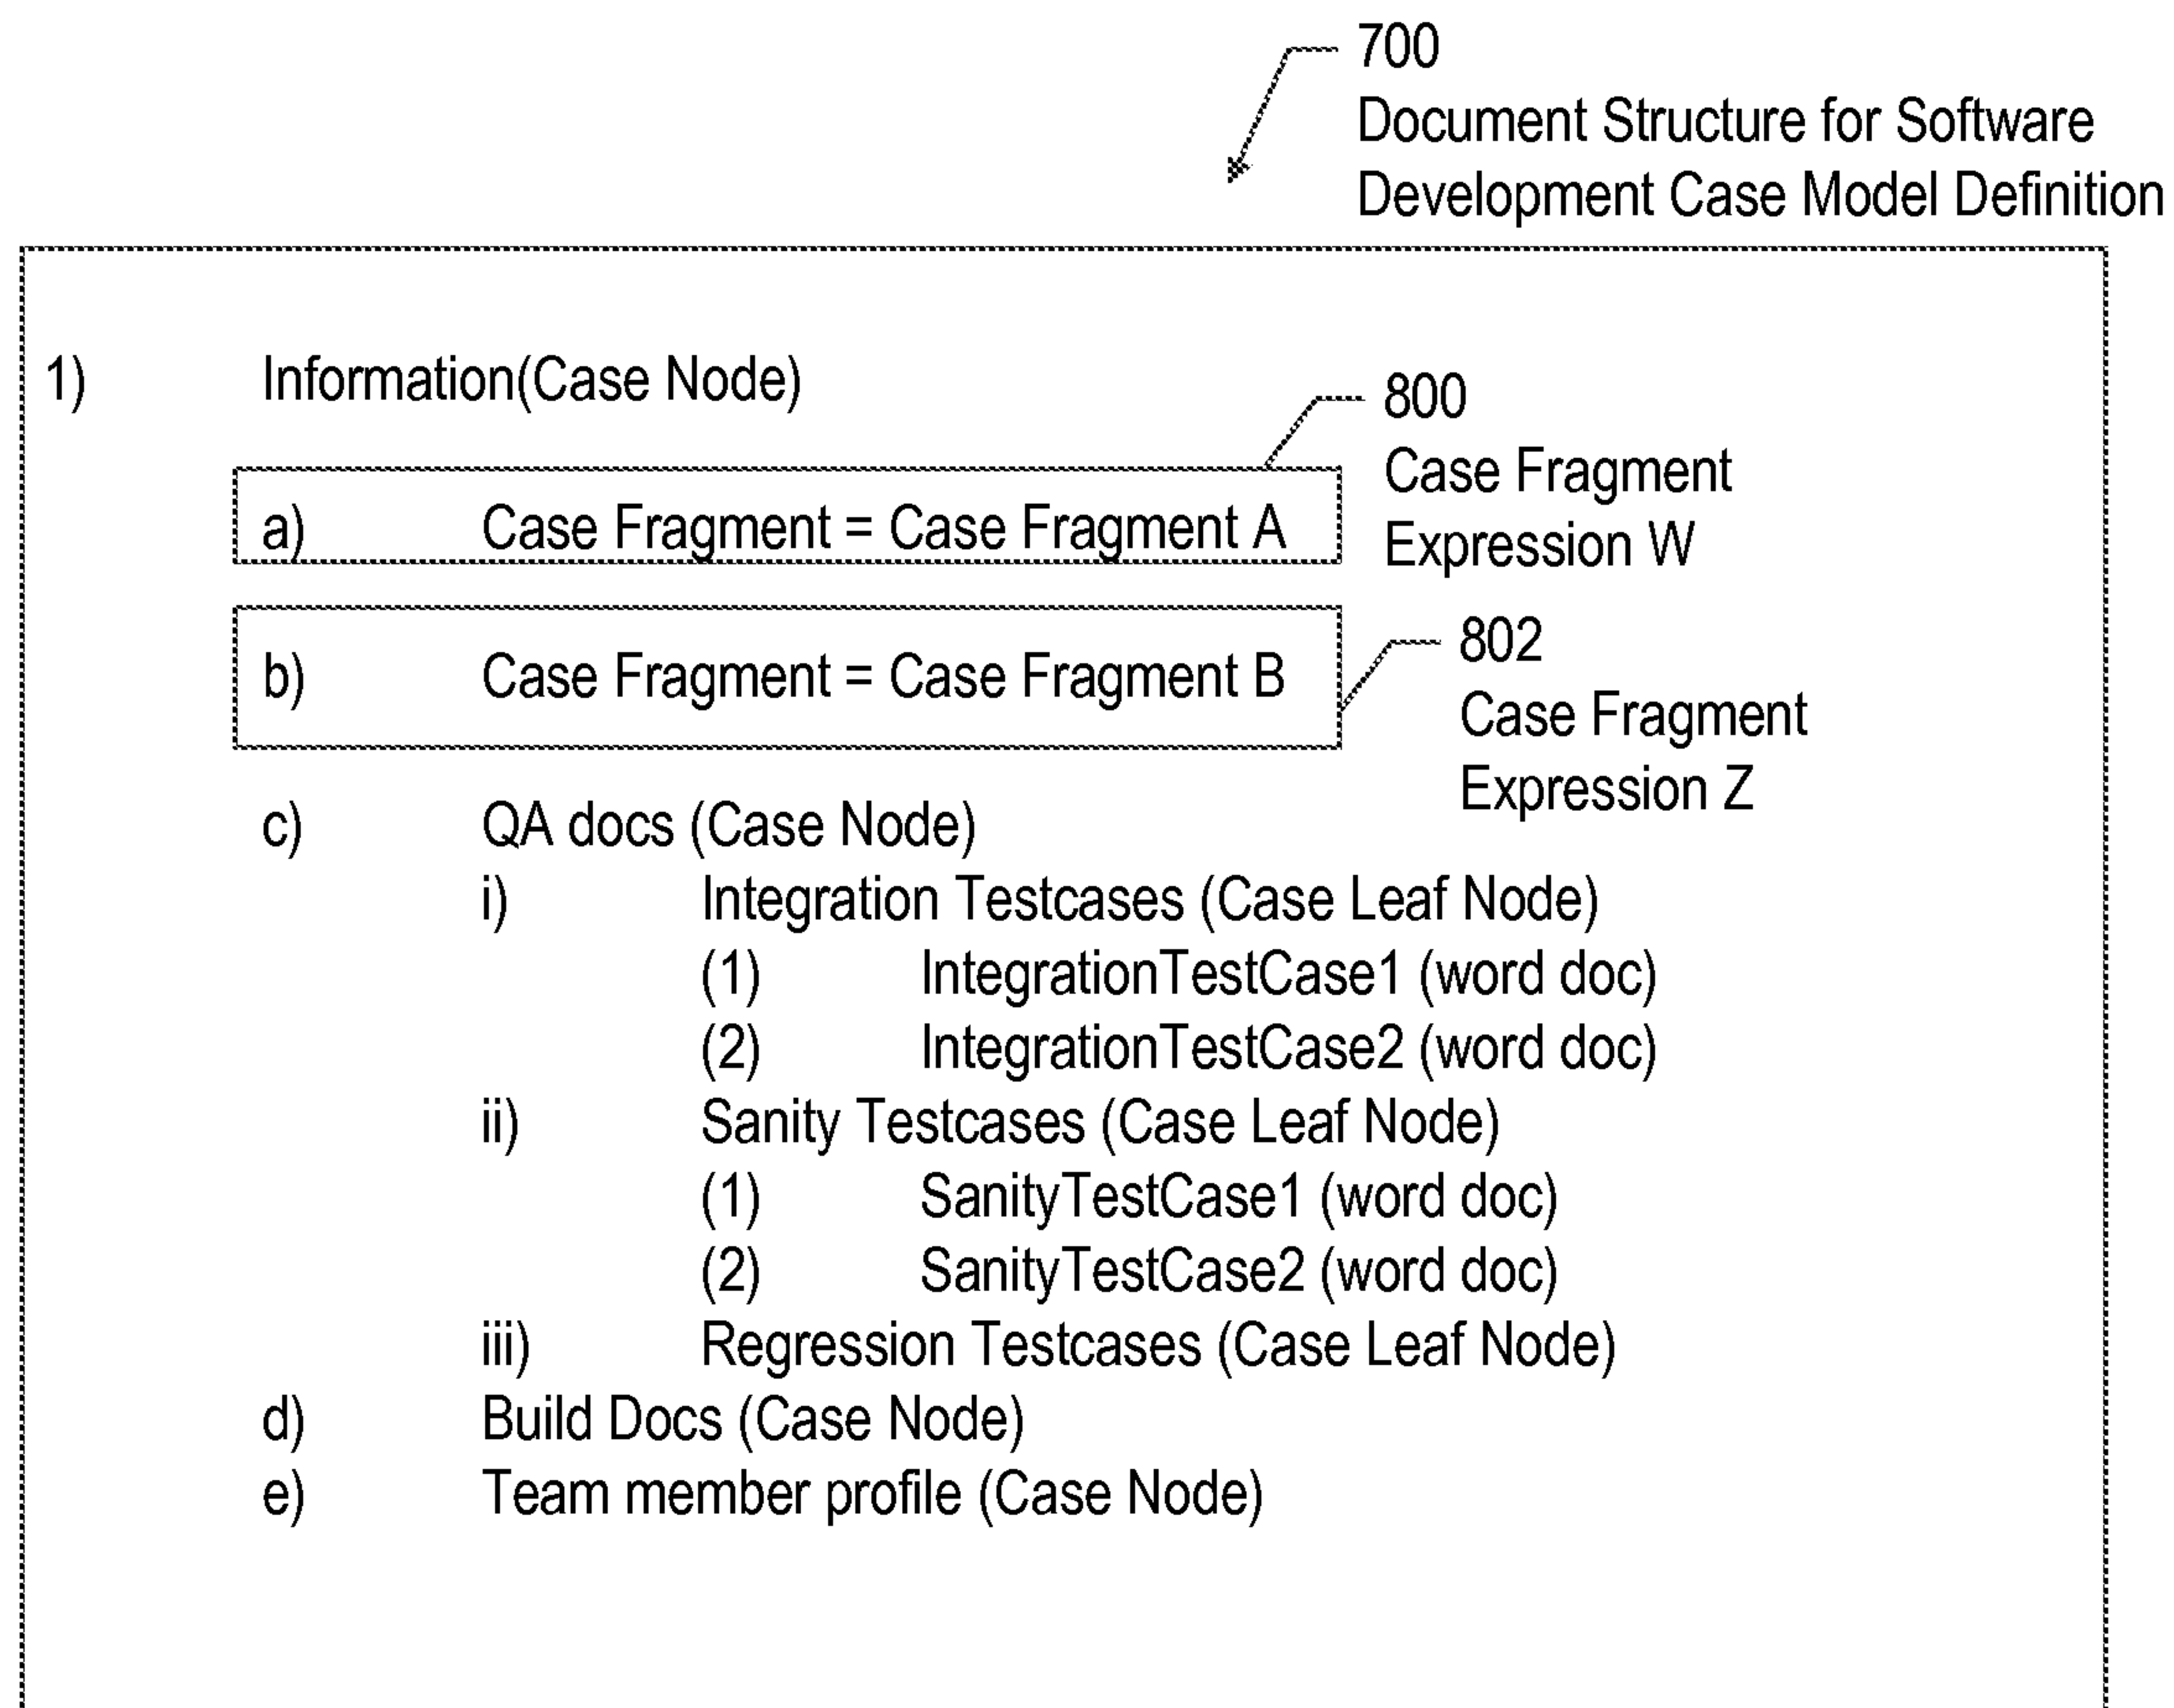 700
Document Structure for Software
Development Case Model Definition
1) Information(Case Node)
800
Case Fragment
Expression W
a) Case Fragment = Case Fragment A
b) Case Fragment = Case Fragment B
802
Case Fragment
Expression Z
c) QA docs (Case Node)
i) Integration Testcases (Case Leaf Node)
(1) IntegrationTestCase1 (word doc)
(2) IntegrationTestCase2 (word doc)
ii) Sanity Testcases (Case Leaf Node)
(1) SanityTestCase1 (word doc)
(2) SanityTestCase2 (word doc)
iii) Regression Testcases (Case Leaf Node)
d) Build Docs (Case Node)
e) Team member profile (Case Node)